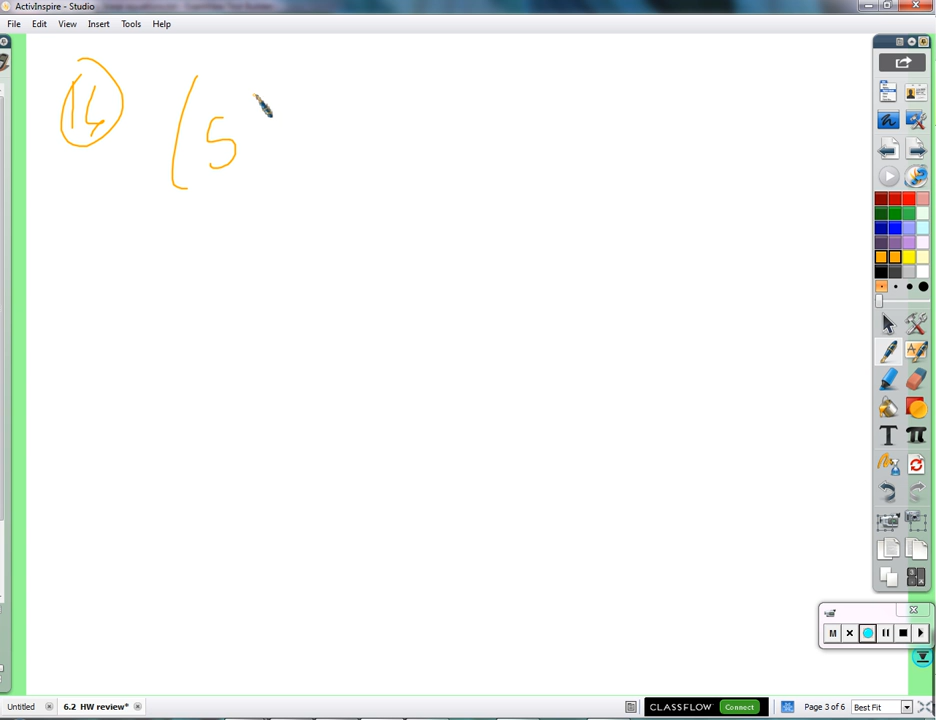 ActivInspire - Studio
File Edit View Insert Tools Help
14 ( 5
T π
M
Untitled 6.2 HW review* CLASSFLOW Connect Page 3 of 6 Best Fit